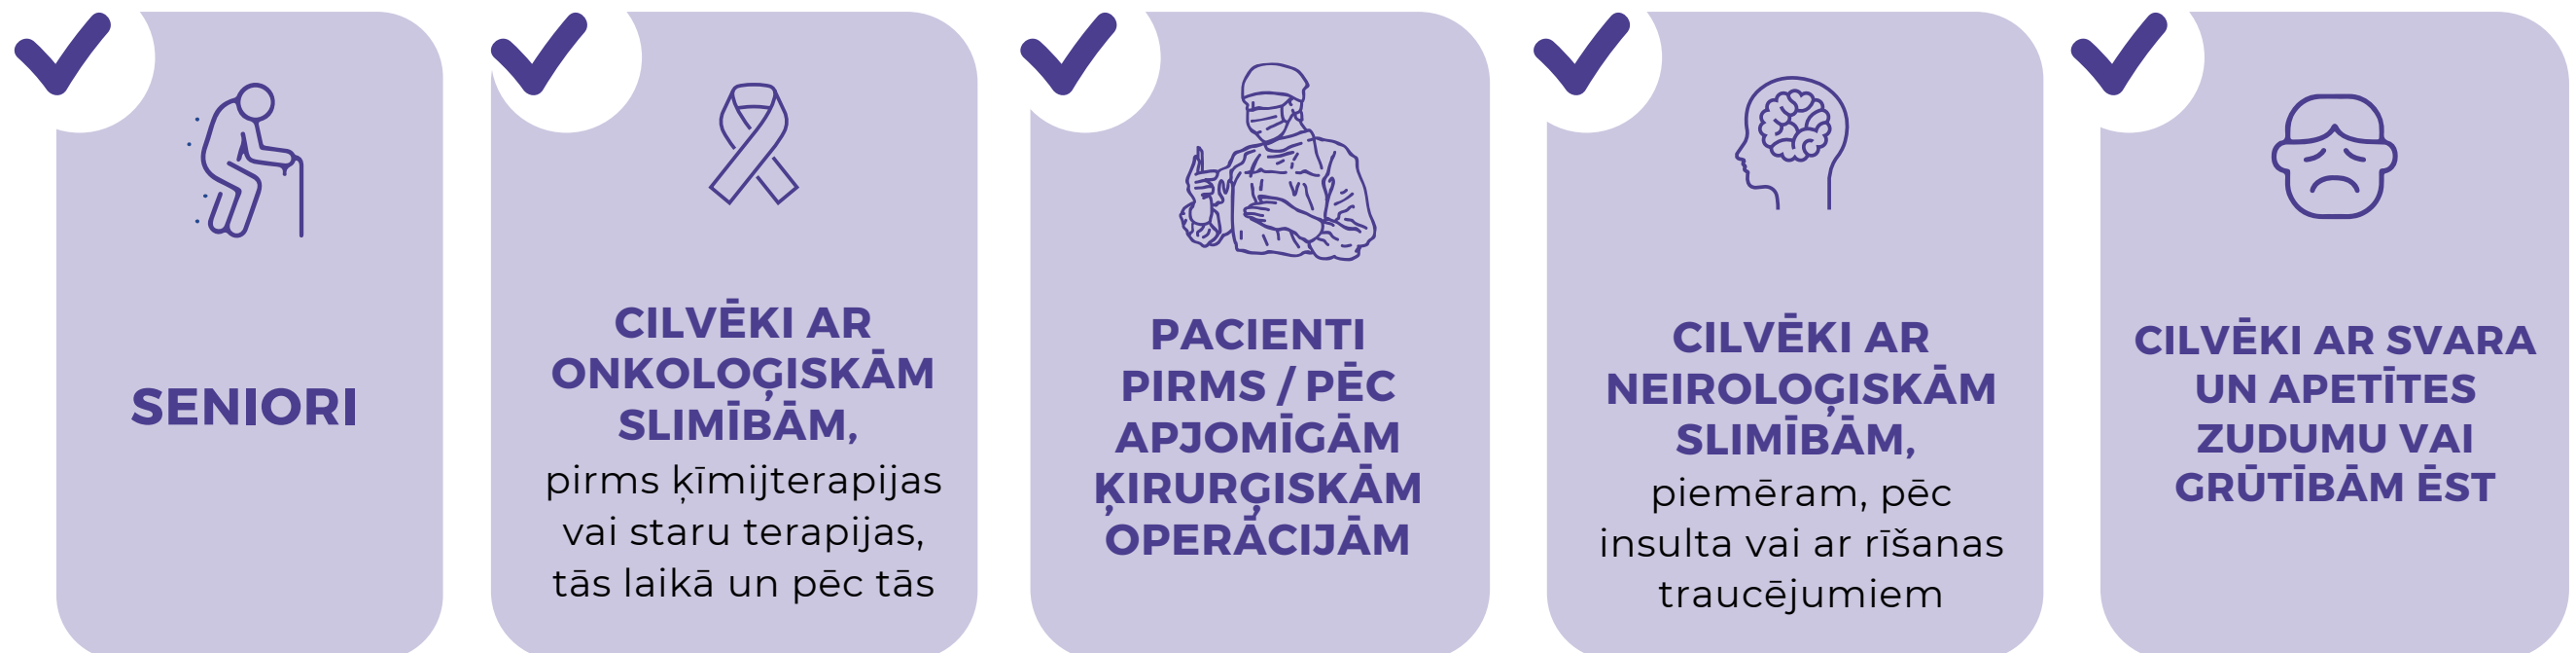 SENIORI
CILVĒKI AR
ONKOLOĢISKĀM
SLIMĪBĀM,
pirms ķīmijterapijas
vai staru terapijas,
tās laikā un pēc tās
PACIENTI
PIRMS / PĒC
APJOMĪGĀM
ĶIRURĢISKĀM
OPERĀCIJĀM
CILVĒKI AR
NEIROLOĢISKĀM
SLIMĪBĀM,
piemēram, pēc
insulta vai ar rīšanas
traucējumiem
CILVĒKI AR SVARA
UN APETĪTES
ZUDUMU VAI
GRŪTĪBĀM ĒST